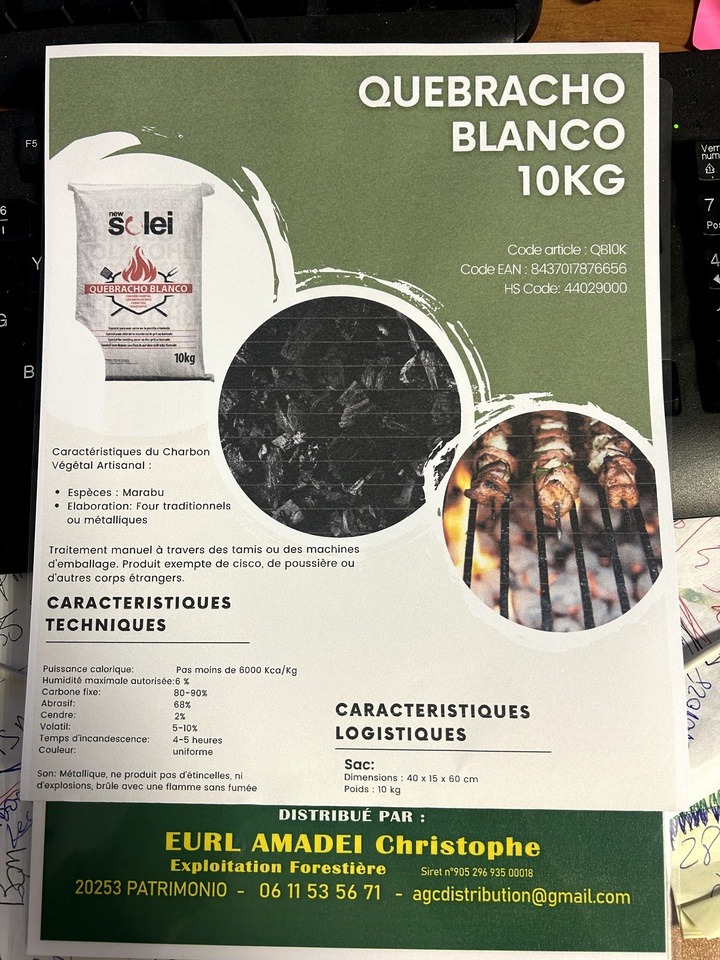 QUEBRACHO
BLANCO
10KG
Code article : QB10K
Code EAN : 8437017876656
HS Code: 44029000
new
solei
QUEBRACHO BLANCO
10kg
Caractéristiques du Charbon
Végétal Artisanal :
• Espèces : Marabu
• Elaboration: Four traditionnels
ou métalliques
Traitement manuel à travers des tamis ou des machines
d'emballage. Produit exempte de cisco, de poussière ou
d'autres corps étrangers.
CARACTERISTIQUES
TECHNIQUES
Puissance calorique: Pas moins de 6000 Kca/Kg
Humidité maximale autorisée:6 %
Carbone fixe: 80-90%
Abrasif: 68%
Cendre: 2%
Volatil: 5-10%
Temps d'incandescence: 4-5 heures
Couleur: uniforme
Son: Métallique, ne produit pas d'étincelles, ni
d'explosions, brûle avec une flamme sans fumée
CARACTERISTIQUES
LOGISTIQUES
Sac:
Dimensions : 40 x 15 x 60 cm
Poids : 10 kg
DISTRIBUÉ PAR :
EURL AMADEI Christophe
Exploitation Forestière Siret n°905 296 935 00018
20253 PATRIMONIO - 06 11 53 56 71 - agcdistribution@gmail.com
F5
Y
G
B
6
7
4